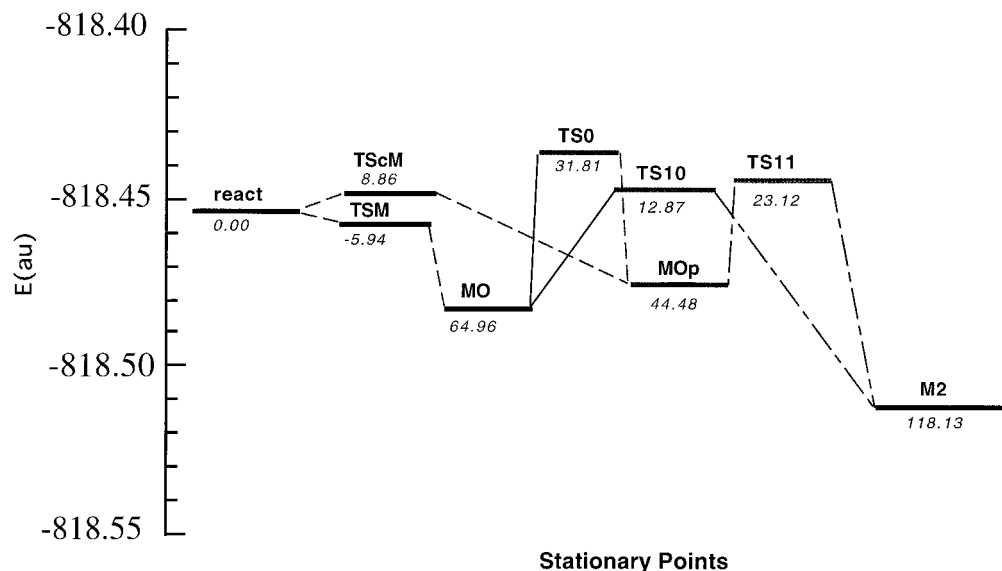 -818.40
TS0
31.81
TScM
8.86
TS10
12.87
TS11
23.12
react
0.00
-818.45
TSM
-5.94
E(au)
MO
64.96
MOp
44.48
-818.50
M2
118.13
-818.55
Stationary Points